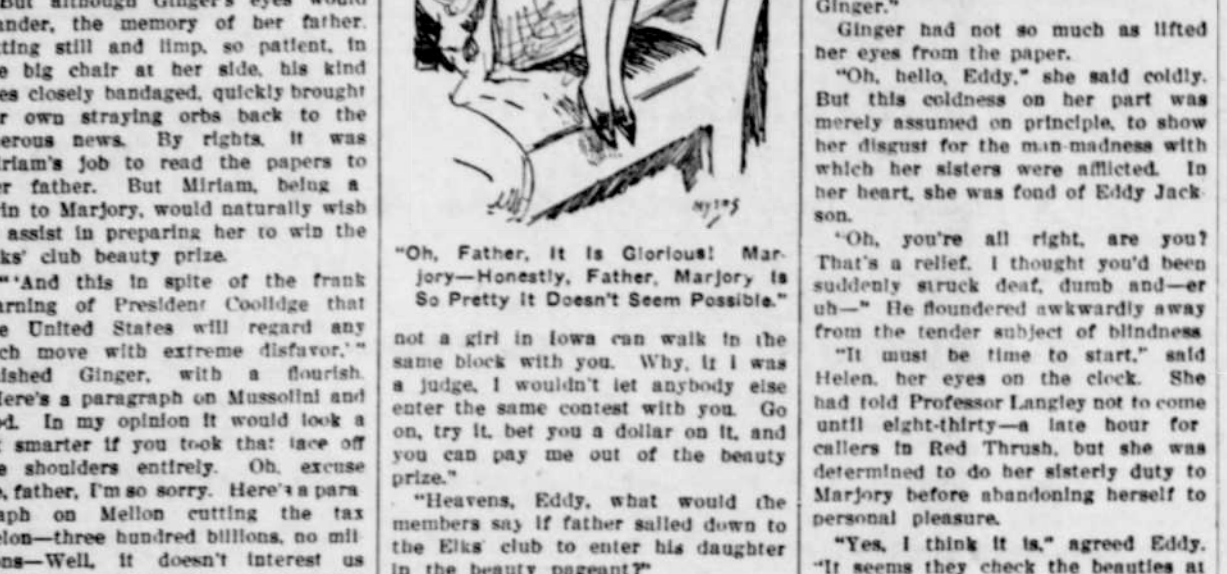 But although Ginger's eyes would
ander, the memory of her father,
tting still and limp, so patient, in
e big chair at her side, his kind
es closely bandaged, quickly brought
r own straying orbs back to the
erous news. By rights, it was
iriam's job to read the papers to
er father. But Miriam, being a
in to Marjory, would naturally wish
assist in preparing her to win the
ks' club beauty prize.
"'And this in spite of the frank
arning of President Coolidge that
e United States will regard any
ch move with extreme disfavor,'"
ished Ginger, with a flourish.
Here's a paragraph on Mussolini and
d. In my opinion it would look a
t smarter if you took that lace off
e shoulders entirely. Oh, excuse
e, father, I'm so sorry. Here's a para
aph on Mellon cutting the tax
elon—three hundred billions, no mil
ons—Well, it doesn't interest us
"Oh, Father, It Is Glorious! Mar-
jory—Honestly, Father, Marjory Is
So Pretty It Doesn't Seem Possible."
not a girl in Iowa can walk in the
same block with you. Why, if I was
a judge, I wouldn't let anybody else
enter the same contest with you. Go
on, try it, bet you a dollar on it, and
you can pay me out of the beauty
prize."
"Heavens, Eddy, what would the
members say if father sailed down to
the Elks' club to enter his daughter
in the beauty pageant?"
Ginger."
Ginger had not so much as lifted
her eyes from the paper.
"Oh, hello, Eddy," she said coldly.
But this coldness on her part was
merely assumed on principle, to show
her disgust for the man-madness with
which her sisters were afflicted. In
her heart, she was fond of Eddy Jack
son.
"Oh, you're all right, are you?
That's a relief. I thought you'd been
suddenly struck deaf, dumb and—er
uh—" He floundered awkwardly away
from the tender subject of blindness
"It must be time to start," said
Helen, her eyes on the clock. She
had told Professor Langley not to come
until eight-thirty—a late hour for
callers in Red Thrush, but she was
determined to do her sisterly duty to
Marjory before abandoning herself to
personal pleasure.
"Yes, I think it is," agreed Eddy.
"It seems they check the beauties at